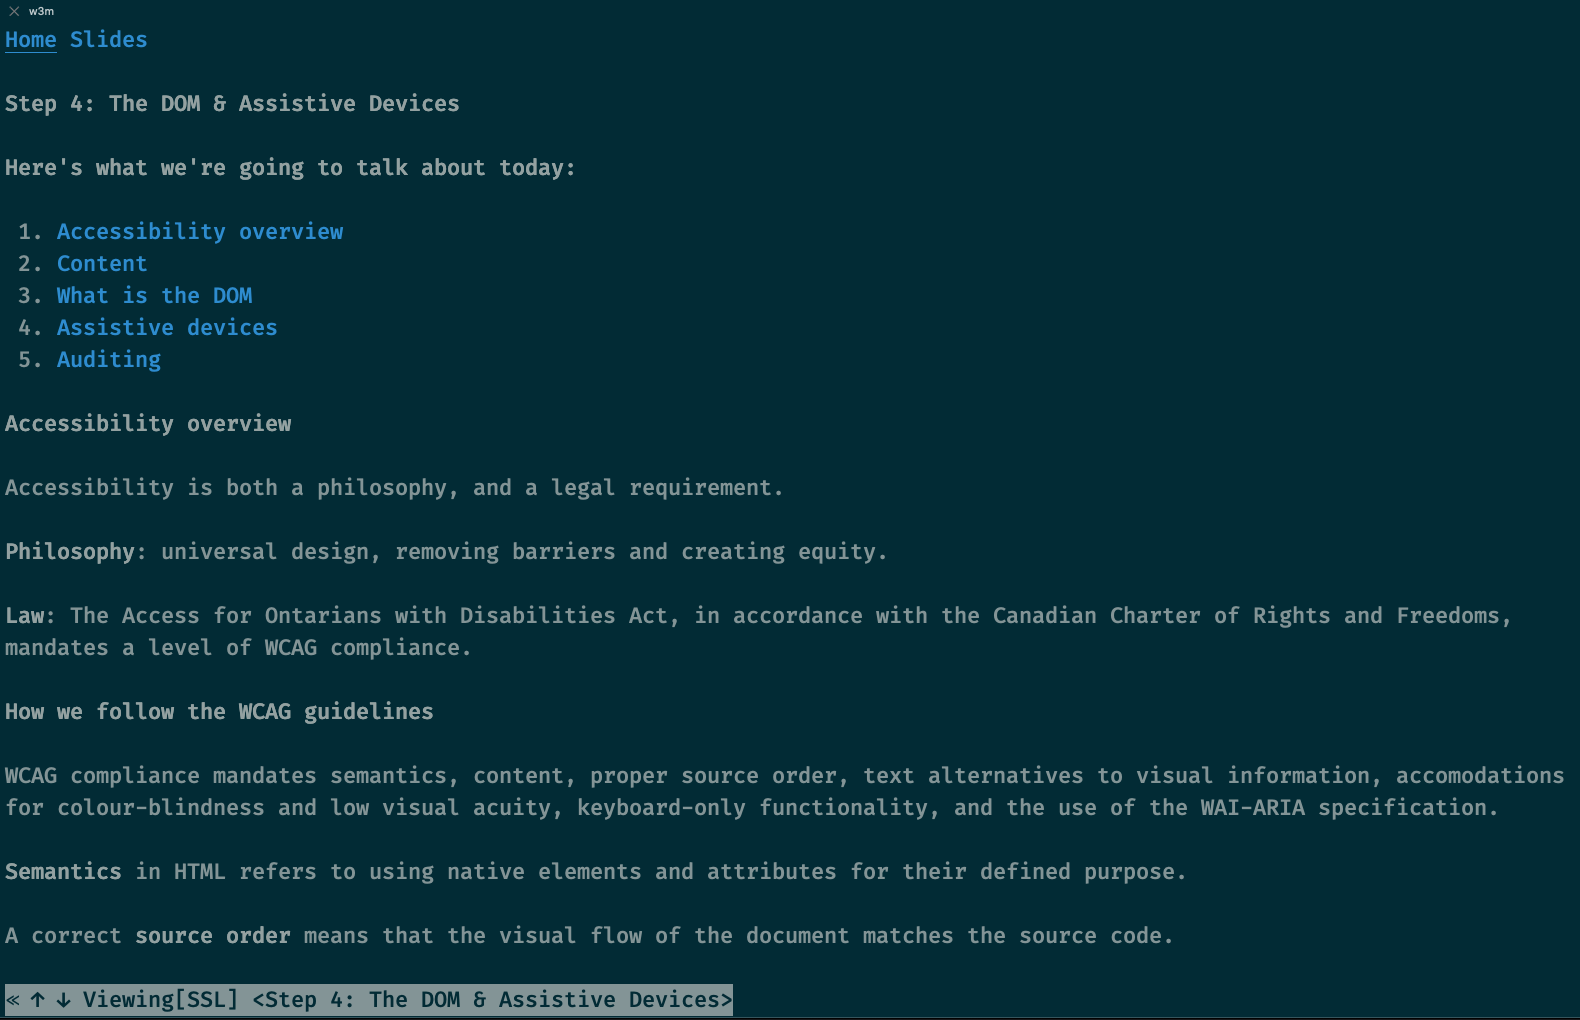 w3m
Home Slides
Step 4: The DOM & Assistive Devices
Here's what we're going to talk about today:
1. Accessibility overview
2. Content
3. What is the DOM
4. Assistive devices
5. Auditing
Accessibility overview
Accessibility is both a philosophy, and a legal requirement.
Philosophy: universal design, removing barriers and creating equity.
Law: The Access for Ontarians with Disabilities Act, in accordance with the Canadian Charter of Rights and Freedoms,
mandates a level of WCAG compliance.
How we follow the WCAG guidelines
WCAG compliance mandates semantics, content, proper source order, text alternatives to visual information, accomodations
for colour-blindness and low visual acuity, keyboard-only functionality, and the use of the WAI-ARIA specification.
Semantics in HTML refers to using native elements and attributes for their defined purpose.
A correct source order means that the visual flow of the document matches the source code.
« ↑ ↓ Viewing[SSL] <Step 4: The DOM & Assistive Devices>